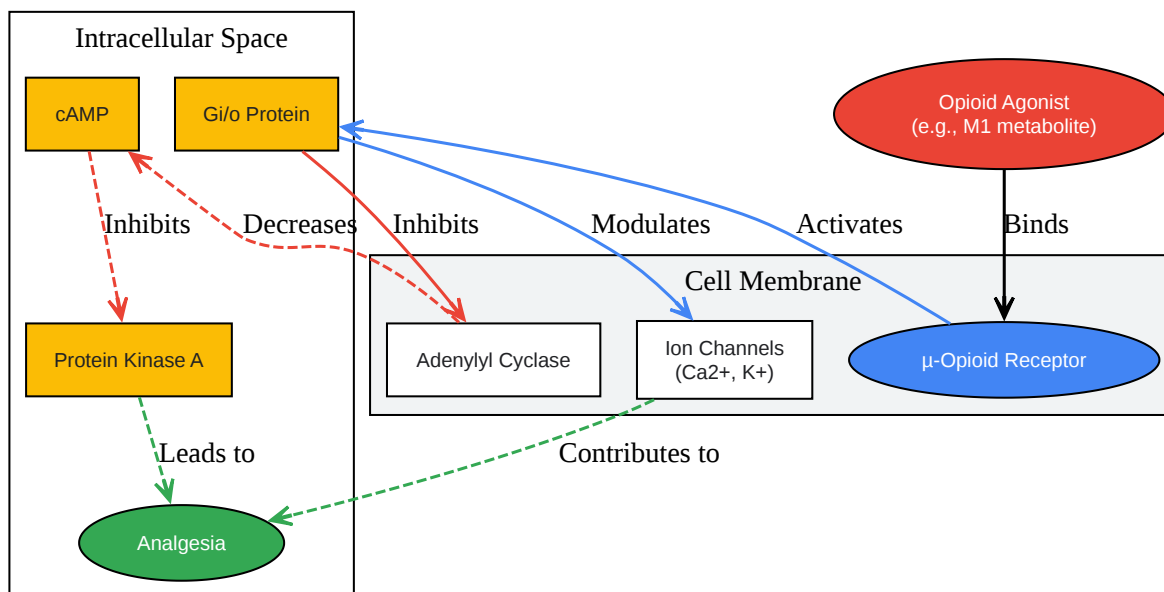 Intracellular Space
cAMP
Gi/o Protein
Opioid Agonist
(e.g., M1 metabolite)
Inhibits
Decreases
Inhibits
Modulates
Activates
Binds
Cell Membrane
Protein Kinase A
Adenylyl Cyclase
Ion Channels
(Ca2+, K+)
μ-Opioid Receptor
Leads to
Contributes to
Analgesia